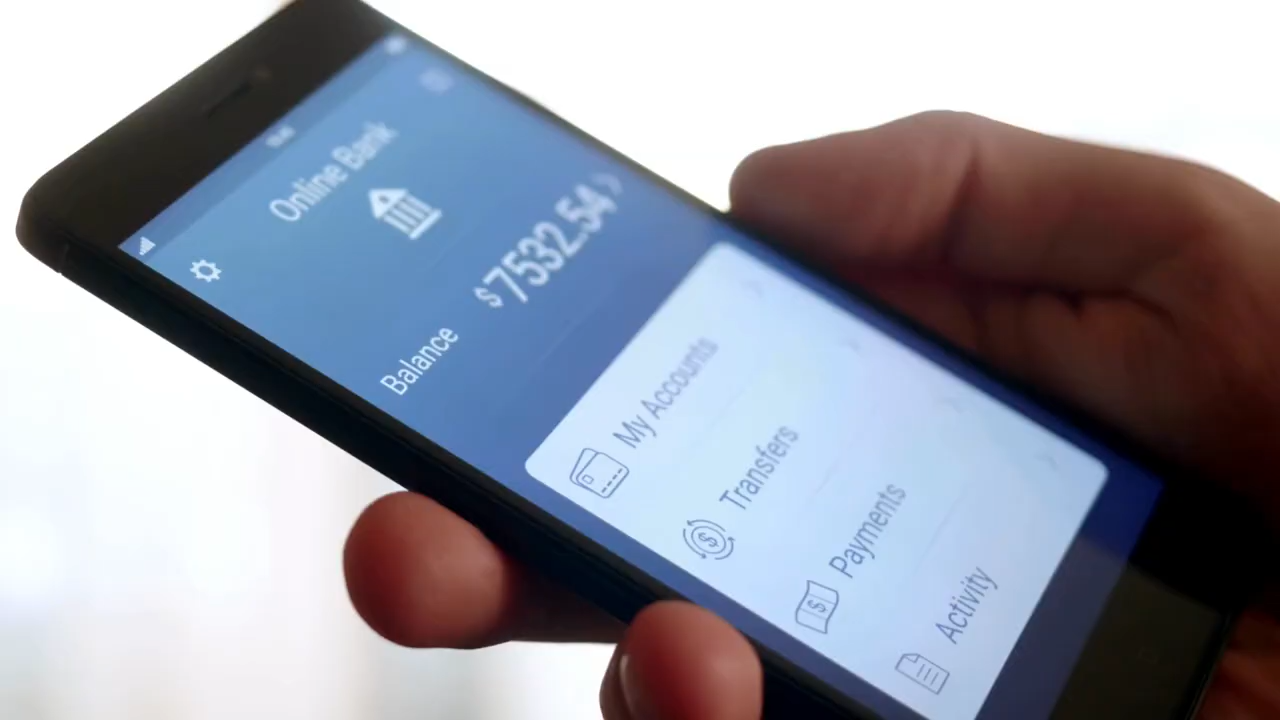 Online Bank
Balance
$7532.54
My Accounts
Transfers
Payments
Activity